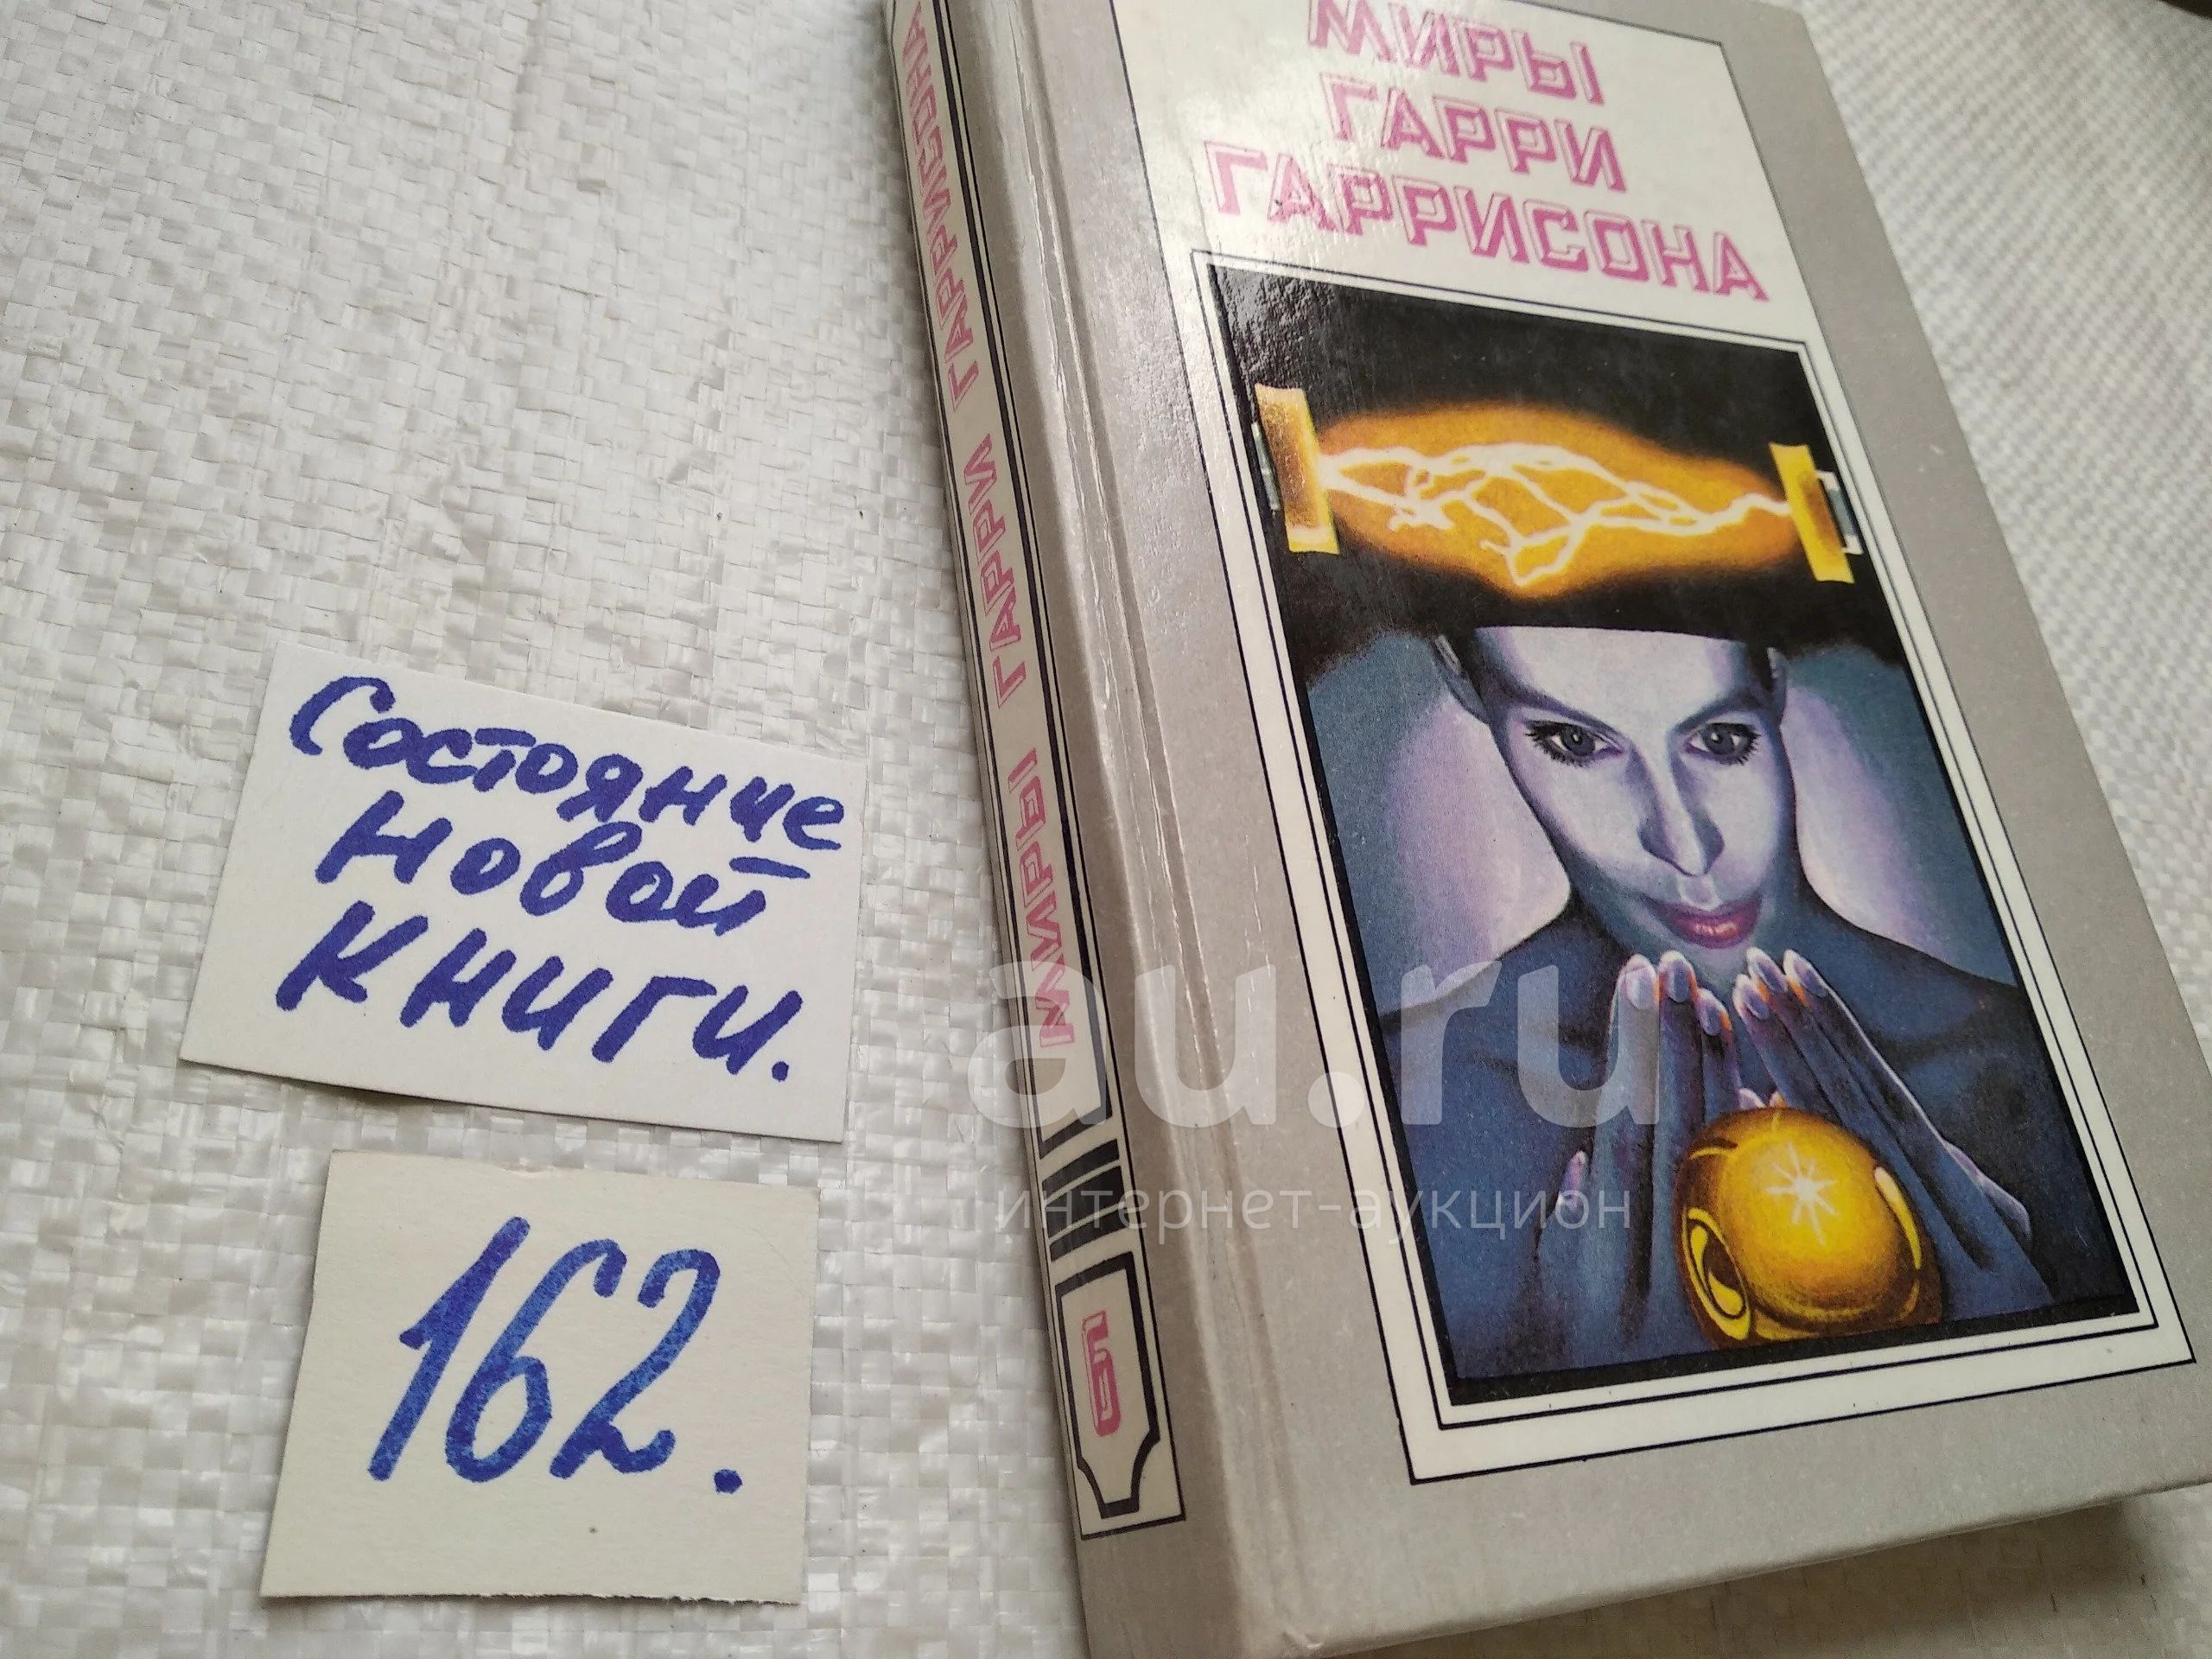 МИРЫ
ГАРРИ
ГАРРИСОНА
МИРЫ ГАРРИ ГАРРИСОНА
6
Состояние
новой
книги.
162.
au.ru
интернет-аукцион